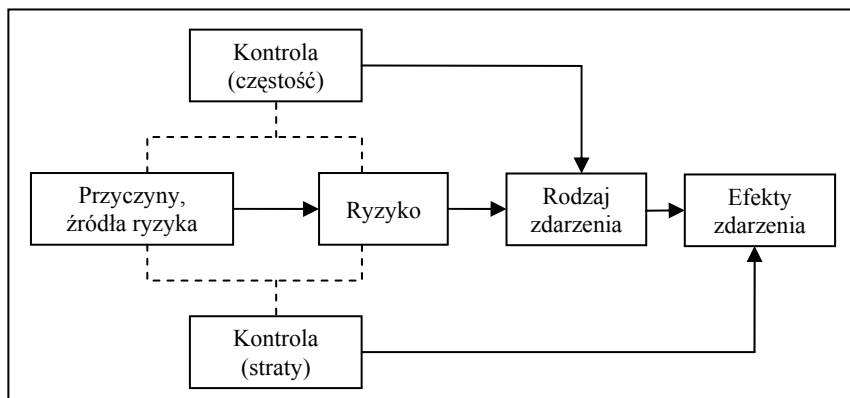 Kontrola
(częstość)
Przyczyny,
źródła ryzyka
Ryzyko
Rodzaj
zdarzenia
Efekty
zdarzenia
Kontrola
(straty)